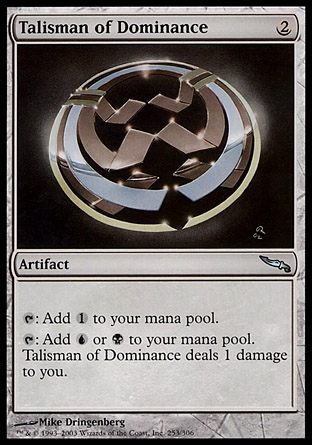 Talisman of Dominance 2
Artifact
: Add 1 to your mana pool.
: Add or to your mana pool.
Talisman of Dominance deals 1 damage
to you.
Mike Dringenberg
™ & © 1993–2003 Wizards of the Coast, Inc. 253/306